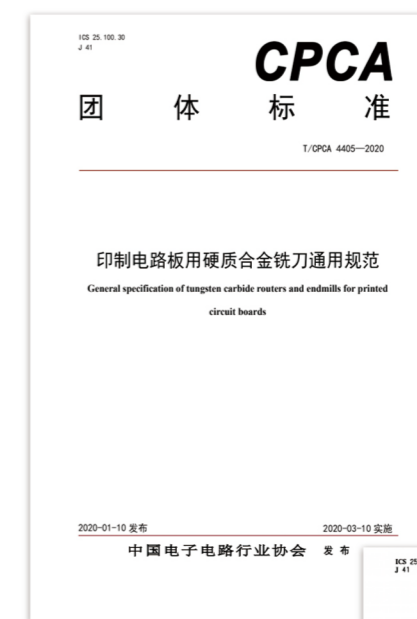 ICS 25.100.30
J 41
CPCA
团体标准
T/CPCA 4405—2020
印制电路板用硬质合金铣刀通用规范
General specification of tungsten carbide routers and endmills for printed
circuit boards
2020-01-10 发布
2020-03-10 实施
中国电子电路行业协会 发布
ICS 25
J 41